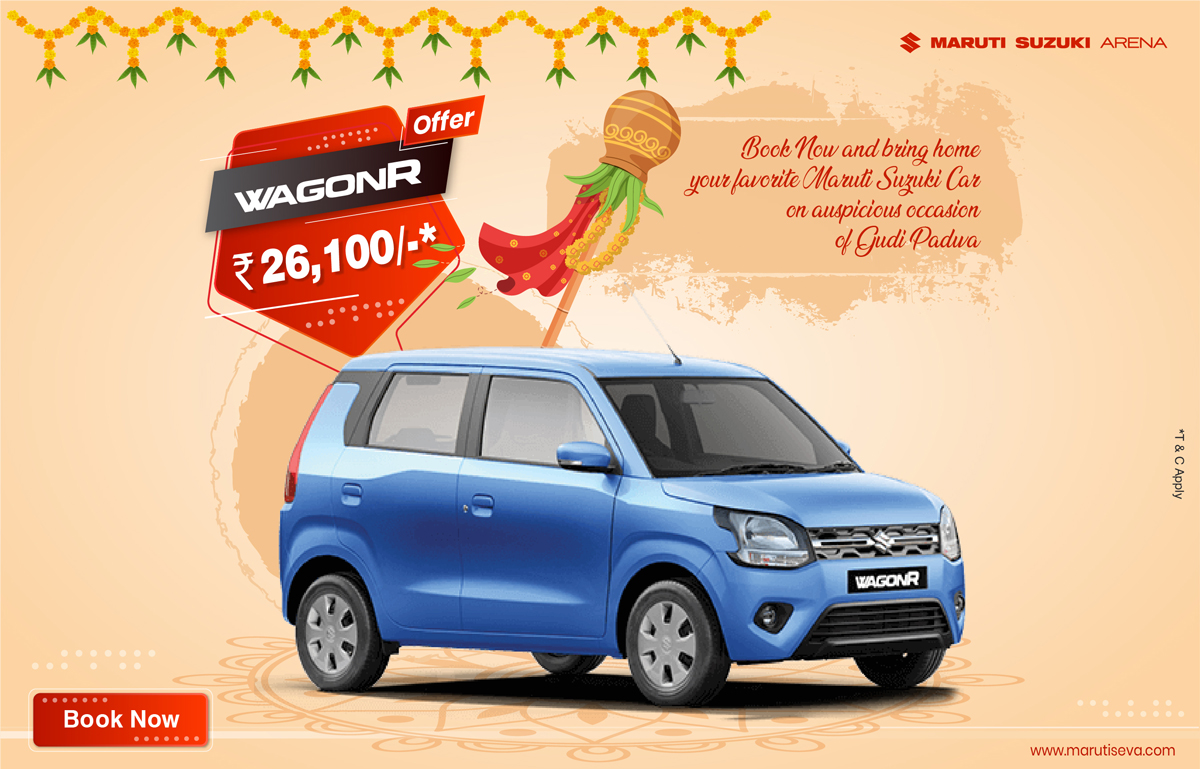 MARUTI SUZUKI ARENA
Offer
WAGONR
₹ 26,100/-*
Book Now and bring home
your favorite Maruti Suzuki Car
on auspicious occasion
of Gudi Padwa
*T & C Apply
WAGONR
Book Now
www.marutiseva.com